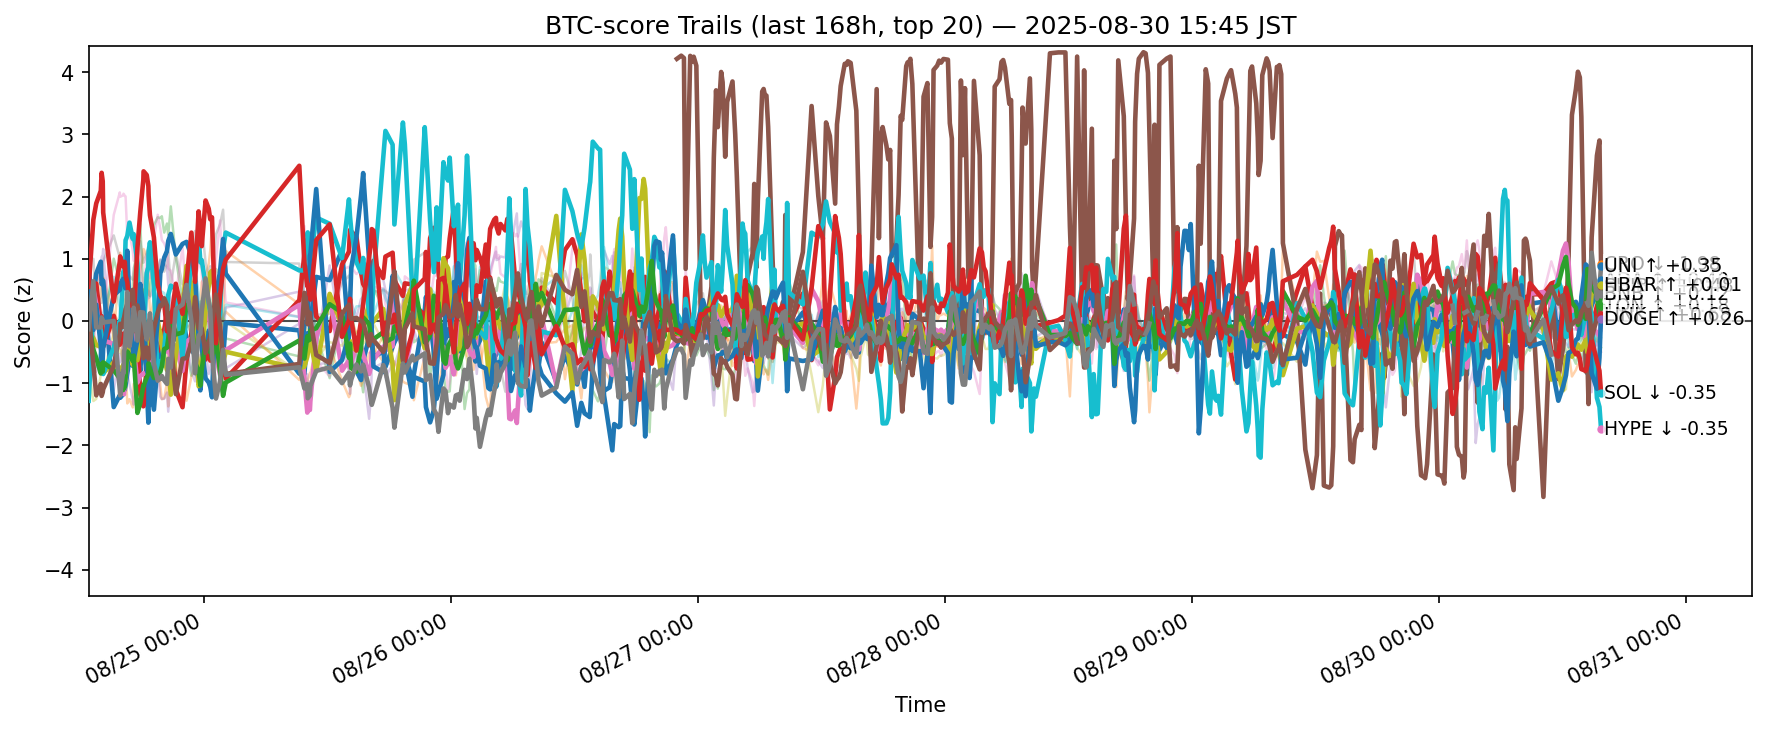 BTC-score Trails (last 168h, top 20) — 2025-08-30 15:45 JST
Score (z)
4
3
2
1
0
−1
−2
−3
−4
UNI ↑ +0.35
HBAR ↑ +0.01
DOGE ↑ +0.26
SOL ↓ -0.35
HYPE ↓ -0.35
08/25 00:00
08/26 00:00
08/27 00:00
08/28 00:00
08/29 00:00
08/30 00:00
08/31 00:00
Time